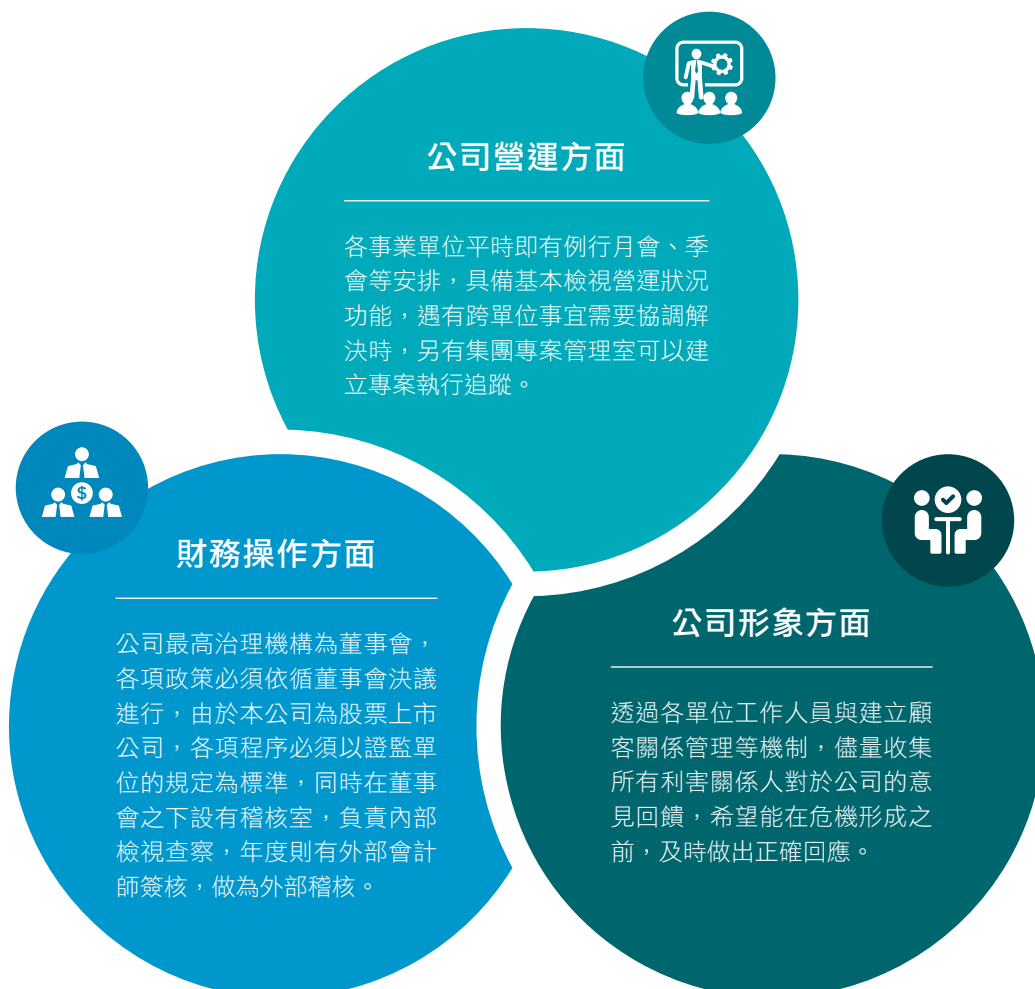 公司營運方面
各事業單位平時即有例行月會、季
會等安排，具備基本檢視營運狀況
功能，遇有跨單位事宜需要協調解
決時，另有集團專案管理室可以建
立專案執行追蹤。
$
財務操作方面
公司最高治理機構為董事會，
各項政策必須依循董事會決議
進行，由於本公司為股票上市
公司，各項程序必須以證監單
位的規定為標準，同時在董事
會之下設有稽核室，負責內部
檢視查察，年度則有外部會計
師簽核，做為外部稽核。
公司形象方面
透過各單位工作人員與建立顧
客關係管理等機制，儘量收集
所有利害關係人對於公司的意
見回饋，希望能在危機形成之
前，及時做出正確回應。